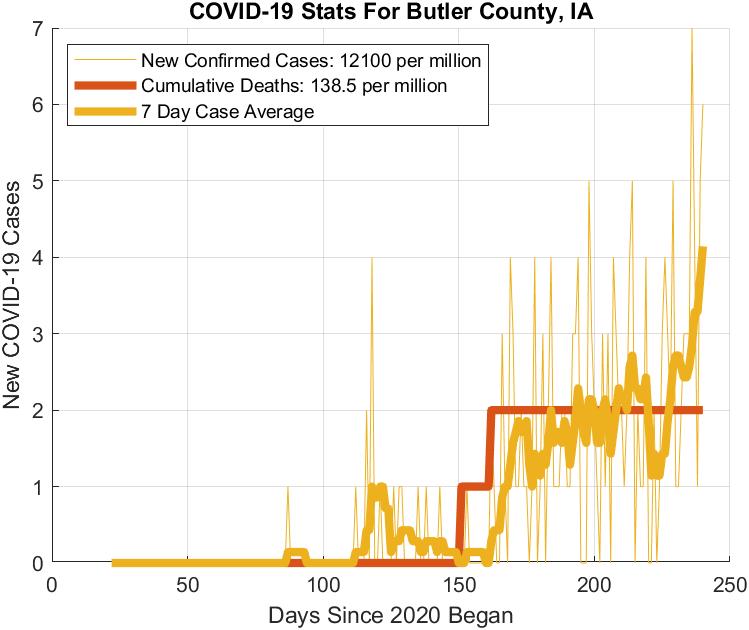 COVID-19 Stats For Butler County, IA
New Confirmed Cases: 12100 per million
Cumulative Deaths: 138.5 per million
7 Day Case Average
New COVID-19 Cases
7
6
5
4
3
2
1
0
0 50 100 150 200 250
Days Since 2020 Began